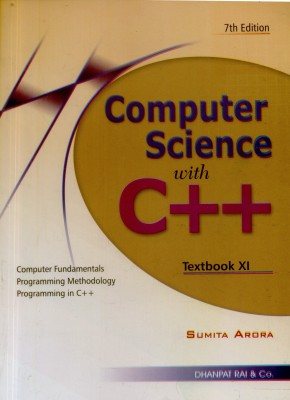 7th Edition
Computer
Science
with
C++
Textbook XI
Computer Fundamentals
Programming Methodology
Programming in C++
SUMITA ARORA
DHANPAT RAI & CO.